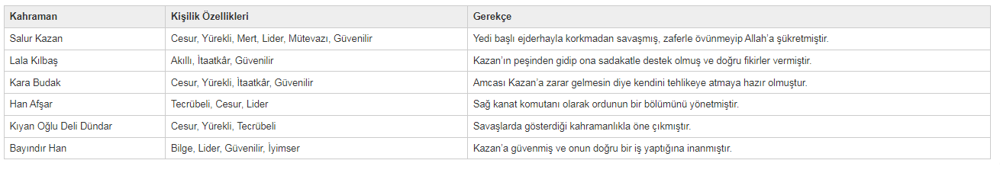 Kahraman Kişilik Özellikleri Gerekçe
Salur Kazan Cesur, Yürekli, Mert, Lider, Mütevazı, Güvenilir Yedi başlı ejderhayla korkmadan savaşmış, zaferle övünmeyip Allah’a şükretmiştir.
Lala Kılbaş Akıllı, İtaatkâr, Güvenilir Kazan’ın peşinden gidip ona sadakatle destek olmuş ve doğru fikirler vermiştir.
Kara Budak Cesur, Yürekli, İtaatkâr, Güvenilir Amcası Kazan’a zarar gelmesin diye kendini tehlikeye atmaya hazır olmuştur.
Han Afşar Tecrübeli, Cesur, Lider Sağ kanat komutanı olarak ordunun bir bölümünü yönetmiştir.
Kıyan Oğlu Deli Dündar Cesur, Yürekli, Tecrübeli Savaşlarda gösterdiği kahramanlıkla öne çıkmıştır.
Bayındır Han Bilge, Lider, Güvenilir, İyimser Kazan’a güvenmiş ve onun doğru bir iş yaptığına inanmıştır.